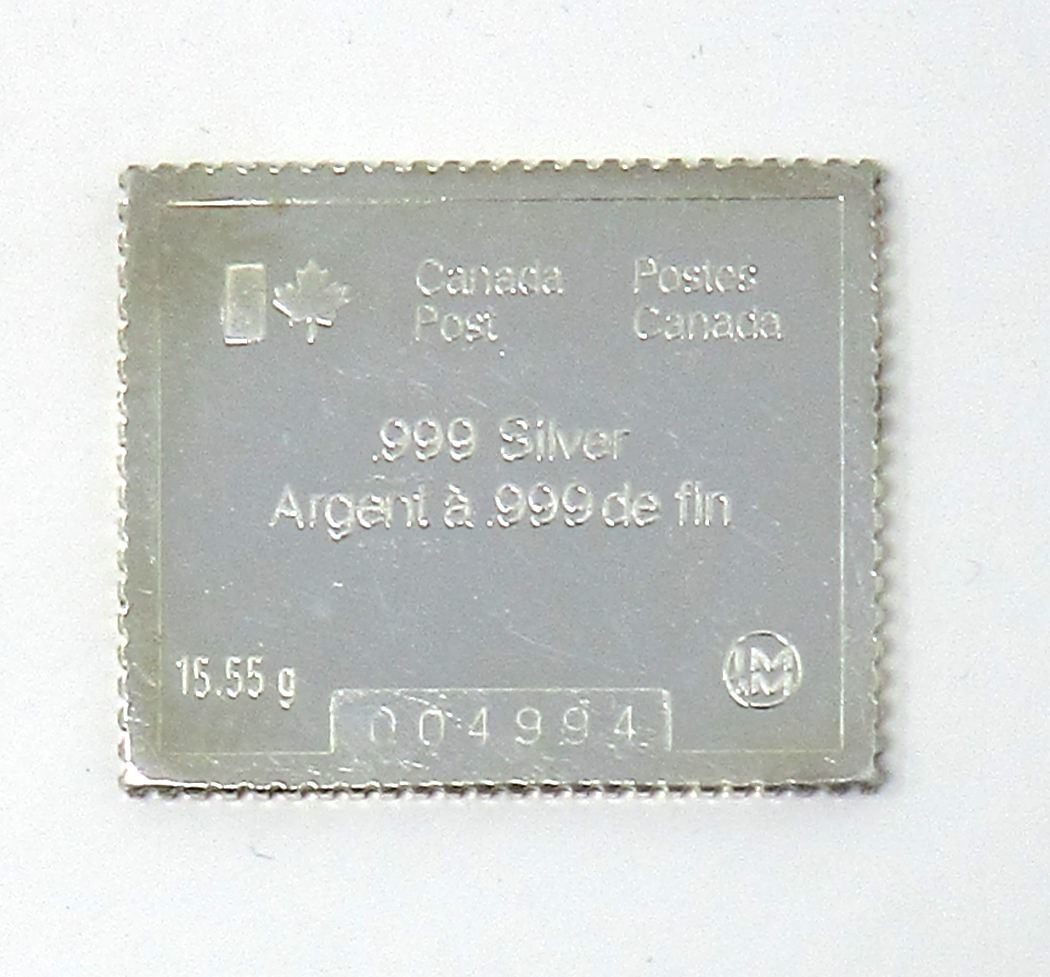 Canada Post
Postes Canada
.999 Silver
Argent à .999 de fin
15.55 g
004994